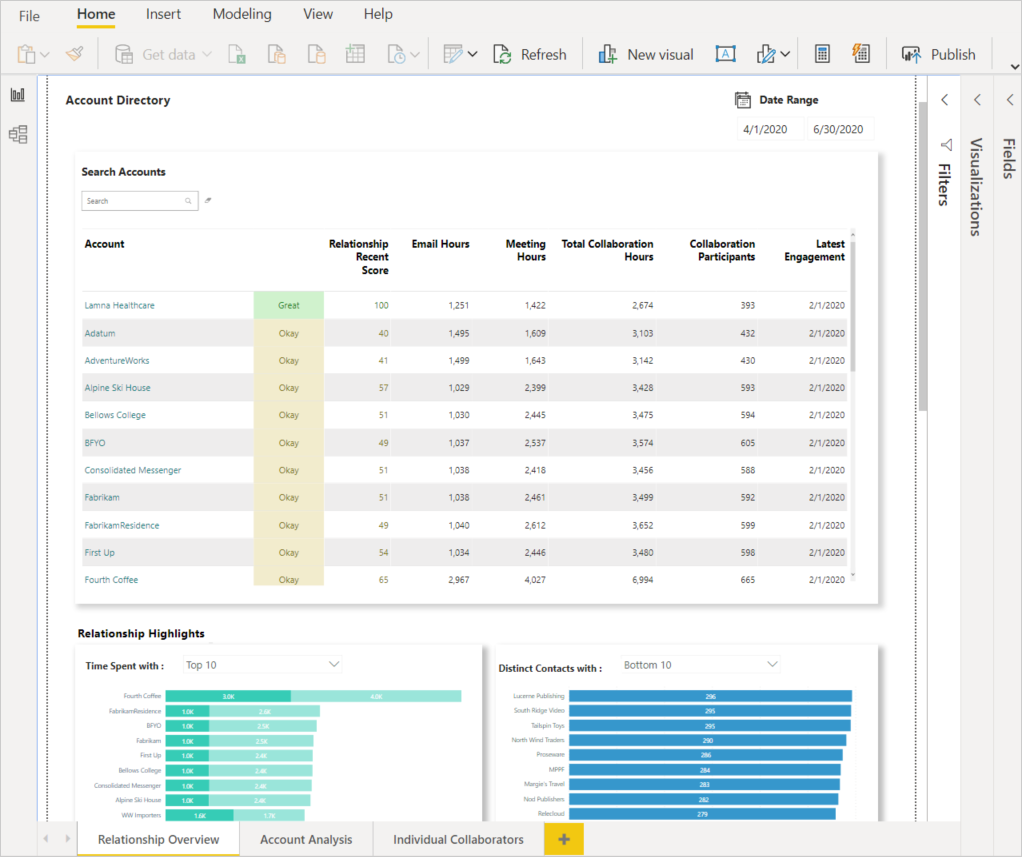 File Home Insert Modeling View Help
Get data Refresh New visual Publish
Account Directory
Date Range
4/1/2020 6/30/2020
Filters
Visualizations
Fields
Search Accounts
Search
Account Relationship Recent Score Email Hours Meeting Hours Total Collaboration Hours Collaboration Participants Latest Engagement
Lamna Healthcare Great 100 1,251 1,422 2,674 393 2/1/2020
Adatum Okay 40 1,495 1,609 3,103 432 2/1/2020
AdventureWorks Okay 41 1,499 1,643 3,142 430 2/1/2020
Alpine Ski House Okay 57 1,029 2,399 3,428 593 2/1/2020
Bellows College Okay 51 1,030 2,445 3,475 594 2/1/2020
BFYO Okay 49 1,037 2,537 3,574 605 2/1/2020
Consolidated Messenger Okay 51 1,038 2,418 3,456 588 2/1/2020
Fabrikam Okay 51 1,038 2,461 3,499 592 2/1/2020
FabrikamResidence Okay 49 1,040 2,612 3,652 599 2/1/2020
First Up Okay 54 1,034 2,446 3,480 598 2/1/2020
Fourth Coffee Okay 65 2,967 4,027 6,994 665 2/1/2020
Relationship Highlights
Time Spent with : Top 10
Fourth Coffee 3.0K 4.0K
FabrikamResidence 1.0K 2.6K
BFYO 1.0K 2.5K
Fabrikam 1.0K 2.5K
First Up 1.0K 2.4K
Bellows College 1.0K 2.4K
Consolidated Messenger 1.0K 2.4K
Alpine Ski House 1.0K 2.4K
WW Importers 1.6K 1.7K
Distinct Contacts with : Bottom 10
Lucerne Publishing 296
South Ridge Video 295
Tailspin Toys 295
North Wind Traders 290
Proseware 286
MPPF 284
Margie's Travel 283
Nod Publishers 282
Relecloud 279
Relationship Overview Account Analysis Individual Collaborators +